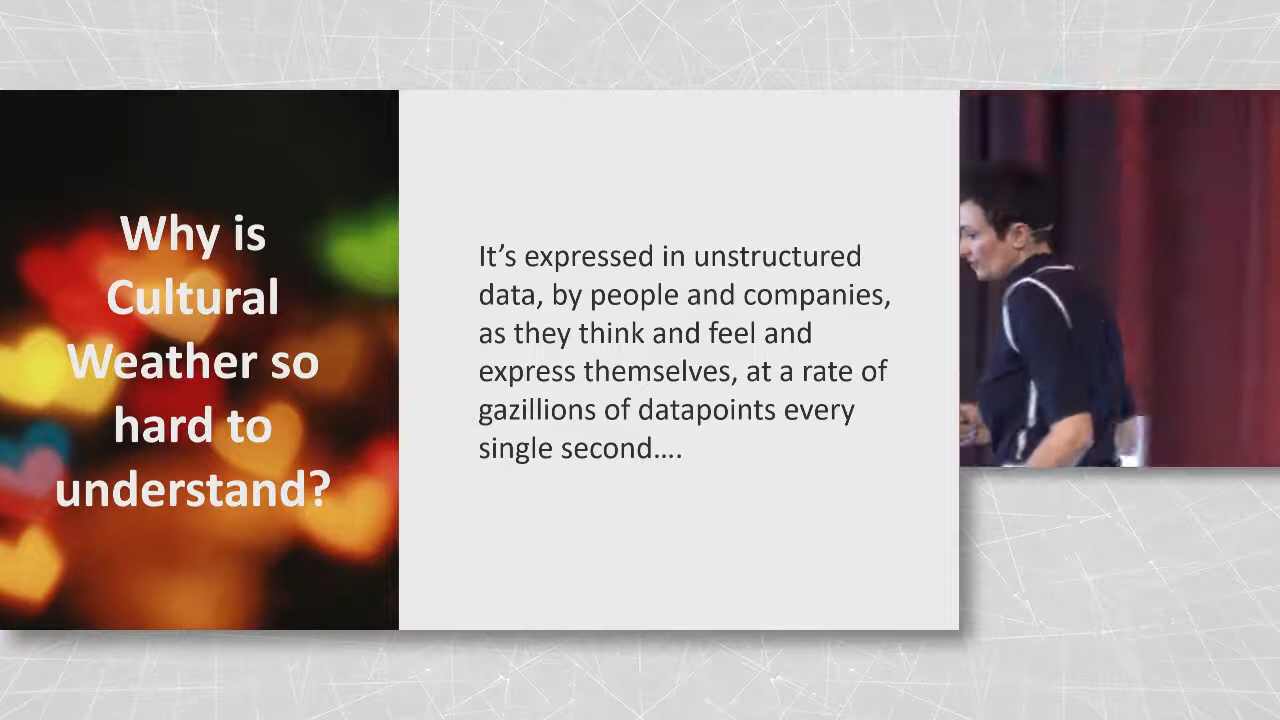 Why is
Cultural
Weather so
hard to
understand?
It’s expressed in unstructured
data, by people and companies,
as they think and feel and
express themselves, at a rate of
gazillions of datapoints every
single second….